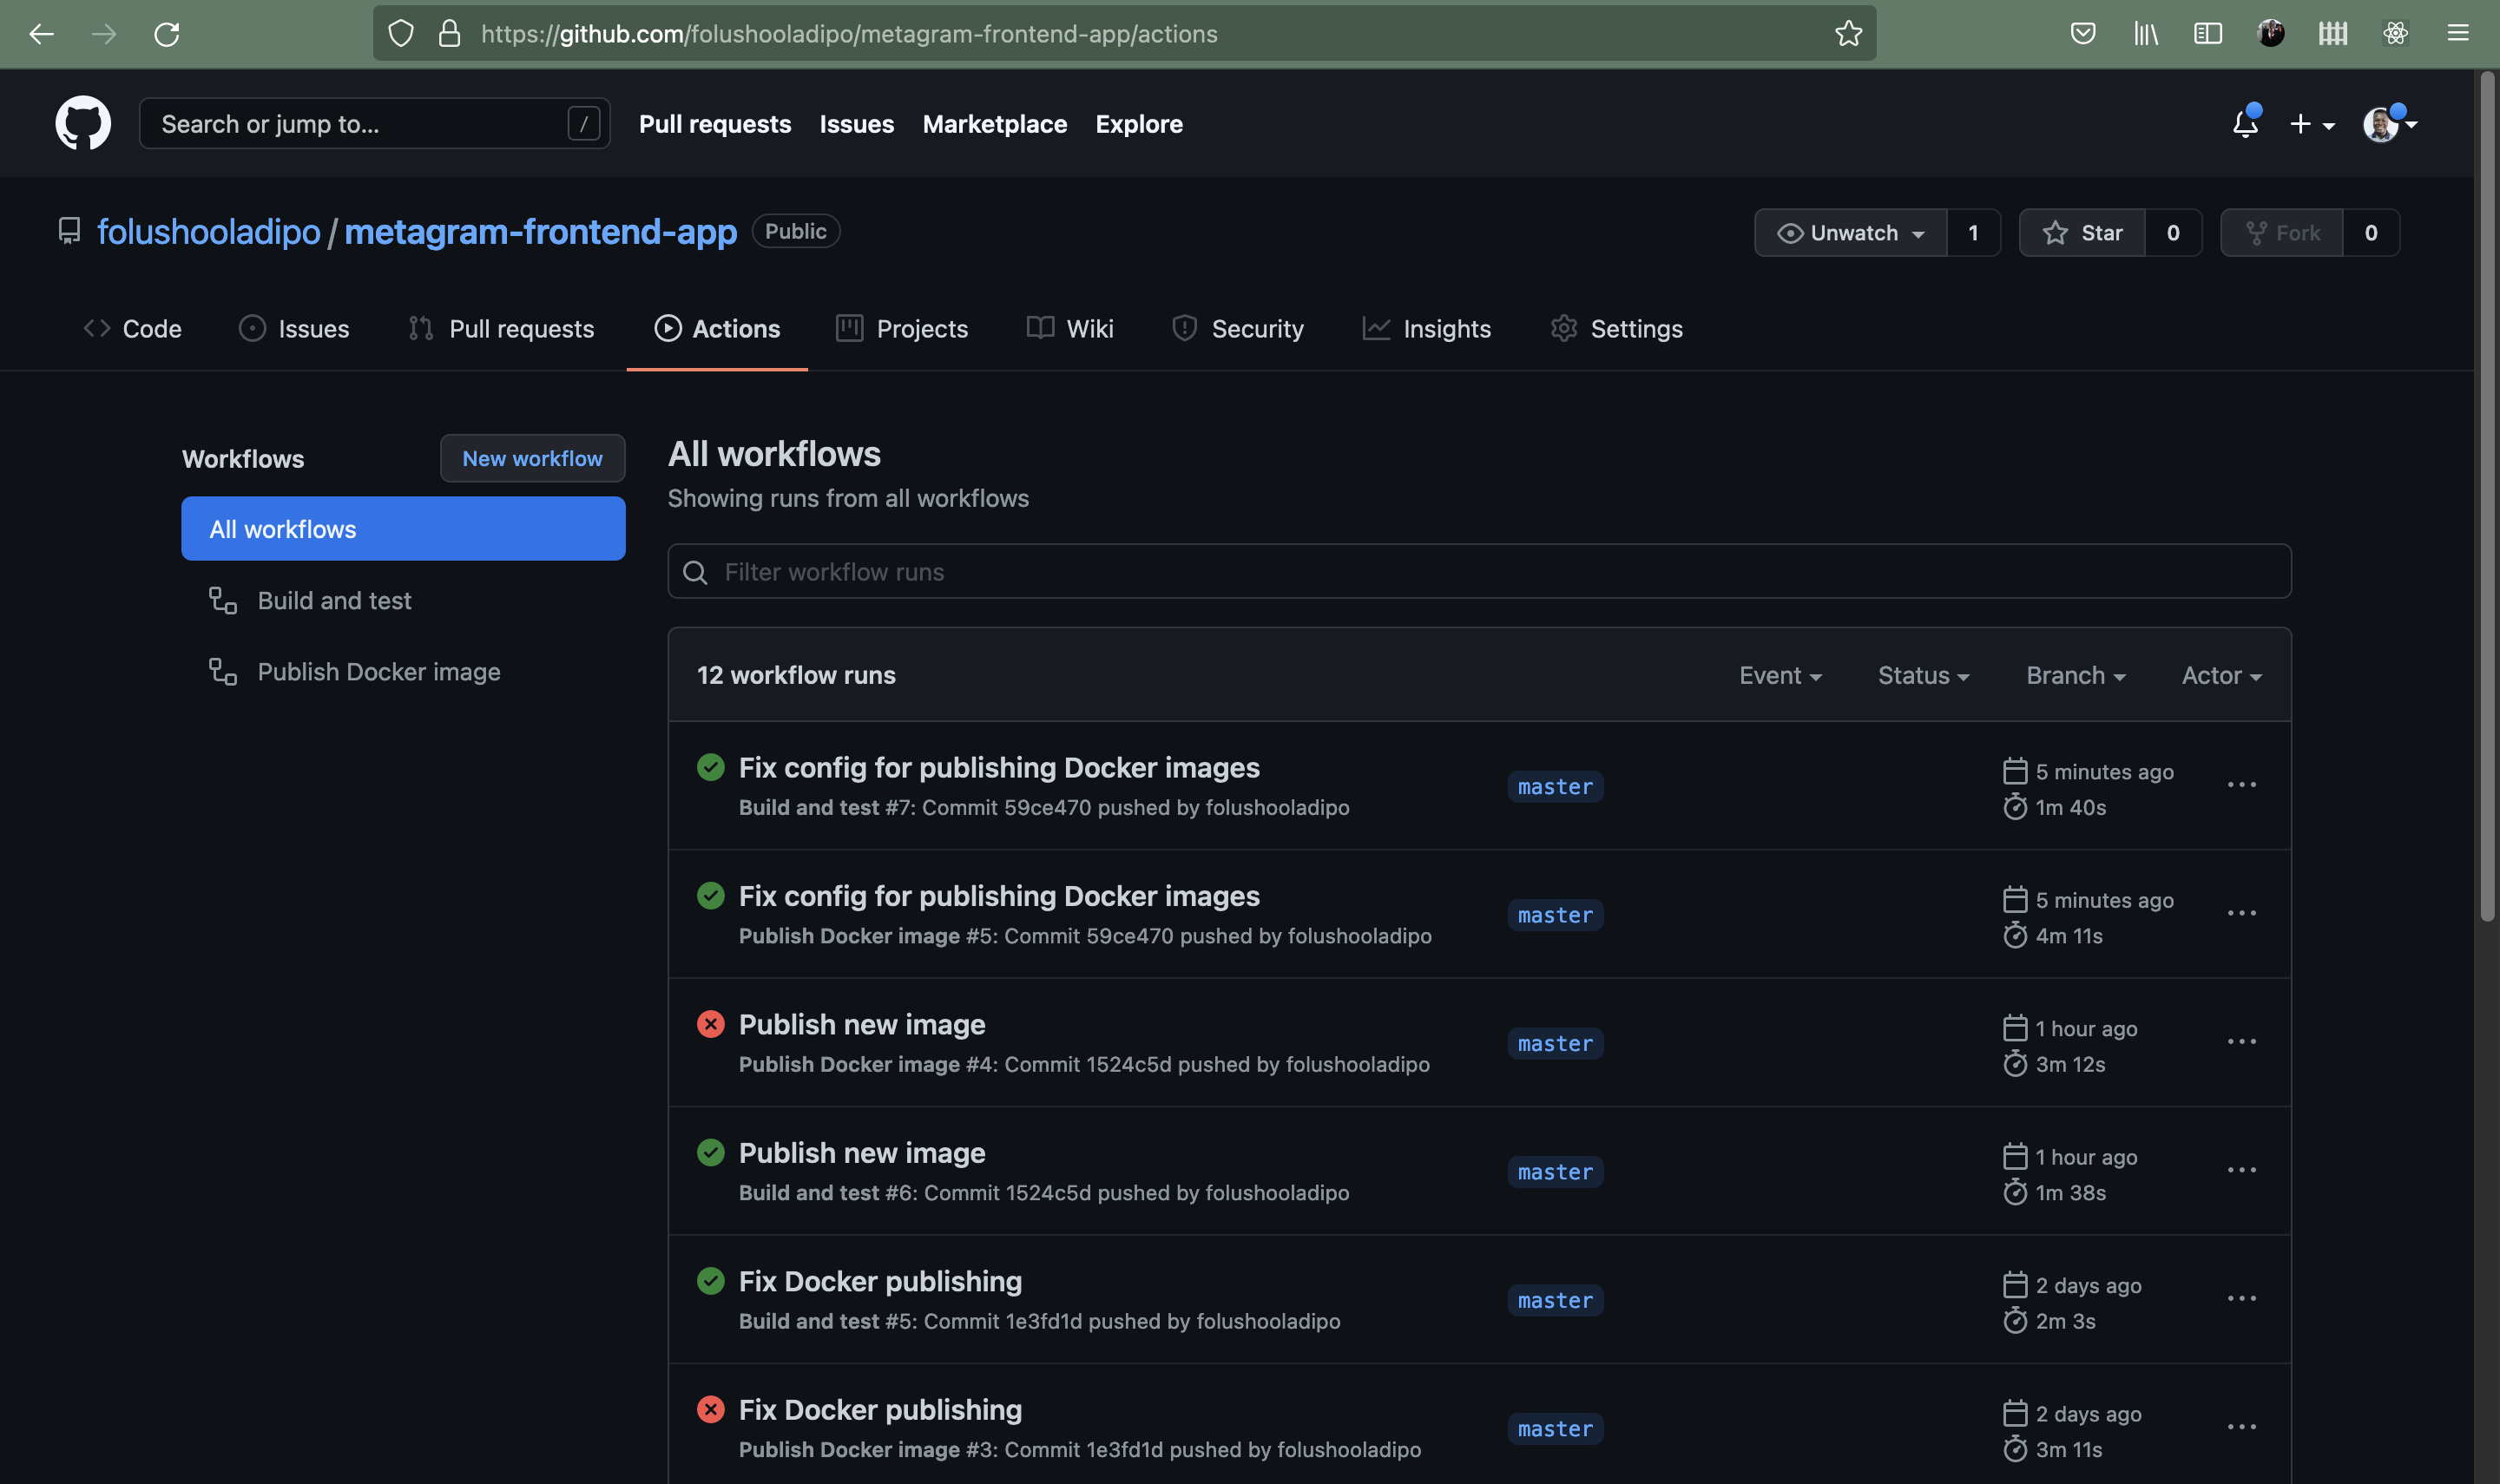 https://github.com/folushooladipo/metagram-frontend-app/actions
Search or jump to... /
Pull requests Issues Marketplace Explore
folushooladipo / metagram-frontend-app Public
Unwatch 1 Star 0 Fork 0
Code Issues Pull requests Actions Projects Wiki Security Insights Settings
Workflows New workflow
All workflows
Build and test
Publish Docker image
All workflows
Showing runs from all workflows
Filter workflow runs
12 workflow runs Event Status Branch Actor
Fix config for publishing Docker images
Build and test #7: Commit 59ce470 pushed by folushooladipo
master
5 minutes ago
1m 40s
Fix config for publishing Docker images
Publish Docker image #5: Commit 59ce470 pushed by folushooladipo
master
5 minutes ago
4m 11s
Publish new image
Publish Docker image #4: Commit 1524c5d pushed by folushooladipo
master
1 hour ago
3m 12s
Publish new image
Build and test #6: Commit 1524c5d pushed by folushooladipo
master
1 hour ago
1m 38s
Fix Docker publishing
Build and test #5: Commit 1e3fd1d pushed by folushooladipo
master
2 days ago
2m 3s
Fix Docker publishing
Publish Docker image #3: Commit 1e3fd1d pushed by folushooladipo
master
2 days ago
3m 11s